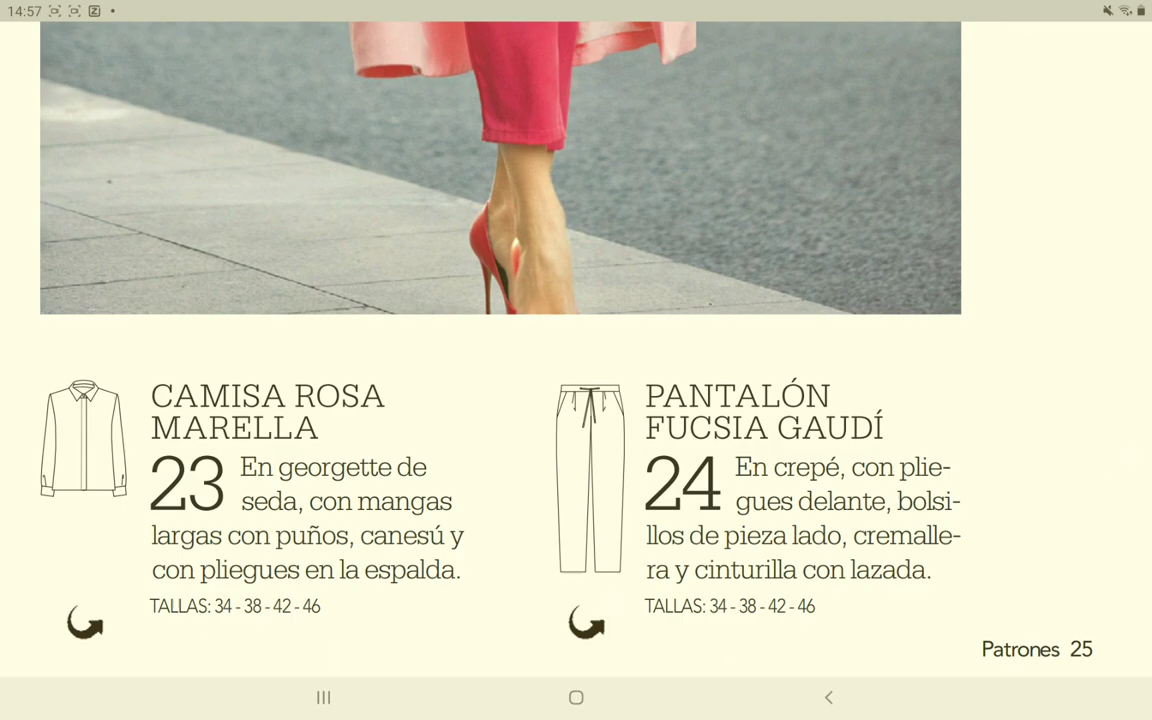 14:57
CAMISA ROSA
MARELLA
23 En georgette de
seda, con mangas
largas con puños, canesú y
con pliegues en la espalda.
TALLAS: 34 - 38 - 42 - 46
PANTALÓN
FUCSIA GAUDÍ
24 En crepé, con plie-
gues delante, bolsi-
llos de pieza lado, cremalle-
ra y cinturilla con lazada.
TALLAS: 34 - 38 - 42 - 46
Patrones 25